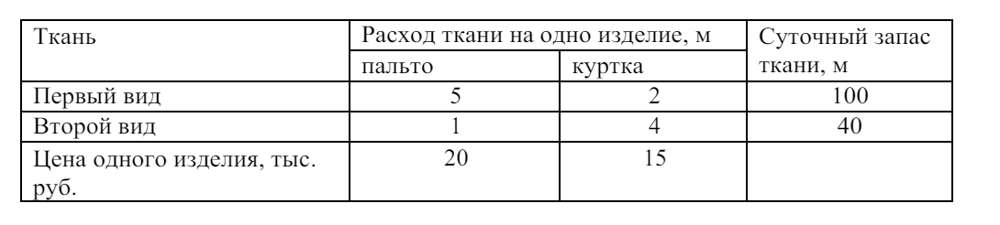 Ткань Расход ткани на одно изделие, м Суточный запас
пальто куртка ткани, м
Первый вид 5 2 100
Второй вид 1 4 40
Цена одного изделия, тыс. 20 15
руб.